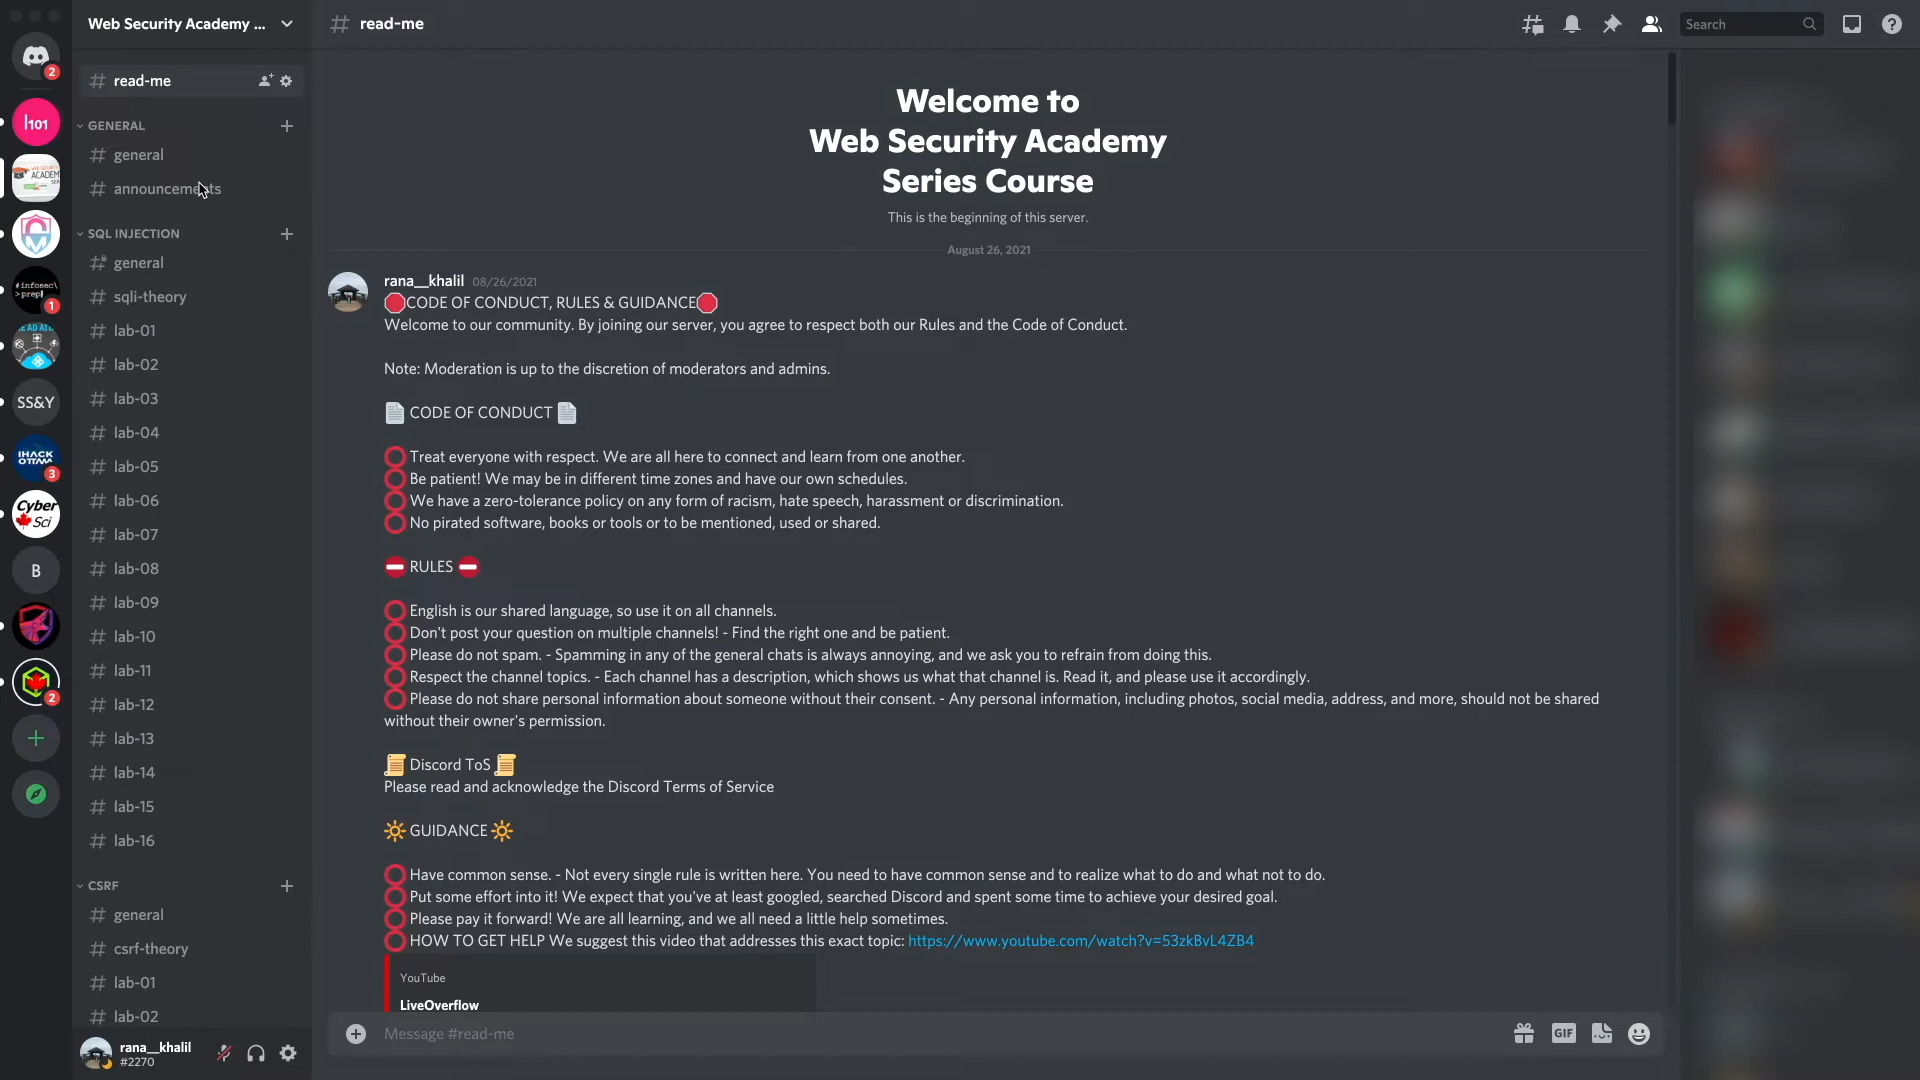 Web Security Academy ...
# read-me
Search
2
# read-me
GENERAL
# general
# announcements
SQL INJECTION
# general
# sqli-theory
# lab-01
# lab-02
# lab-03
# lab-04
# lab-05
# lab-06
# lab-07
# lab-08
# lab-09
# lab-10
# lab-11
# lab-12
# lab-13
# lab-14
# lab-15
# lab-16
CSRF
# general
# csrf-theory
# lab-01
# lab-02
rana__khalil
#2270
I101
ACADEM
#infosec\
>prep
1
SS&Y
IHACK
3
Cyber
Sci
B
2
Welcome to
Web Security Academy
Series Course
This is the beginning of this server.
August 26, 2021
rana__khalil 08/26/2021
🛑CODE OF CONDUCT, RULES & GUIDANCE🛑
Welcome to our community. By joining our server, you agree to respect both our Rules and the Code of Conduct.
Note: Moderation is up to the discretion of moderators and admins.
📄 CODE OF CONDUCT 📄
⭕ Treat everyone with respect. We are all here to connect and learn from one another.
⭕ Be patient! We may be in different time zones and have our own schedules.
⭕ We have a zero-tolerance policy on any form of racism, hate speech, harassment or discrimination.
⭕ No pirated software, books or tools or to be mentioned, used or shared.
⛔ RULES ⛔
⭕ English is our shared language, so use it on all channels.
⭕ Don't post your question on multiple channels! - Find the right one and be patient.
⭕ Please do not spam. - Spamming in any of the general chats is always annoying, and we ask you to refrain from doing this.
⭕ Respect the channel topics. - Each channel has a description, which shows us what that channel is. Read it, and please use it accordingly.
⭕ Please do not share personal information about someone without their consent. - Any personal information, including photos, social media, address, and more, should not be shared
without their owner's permission.
📜 Discord ToS 📜
Please read and acknowledge the Discord Terms of Service
🔆 GUIDANCE 🔆
⭕ Have common sense. - Not every single rule is written here. You need to have common sense and to realize what to do and what not to do.
⭕ Put some effort into it! We expect that you've at least googled, searched Discord and spent some time to achieve your desired goal.
⭕ Please pay it forward! We are all learning, and we all need a little help sometimes.
⭕ HOW TO GET HELP We suggest this video that addresses this exact topic: https://www.youtube.com/watch?v=53zkBvL4ZB4
YouTube
LiveOverflow
Message #read-me
GIF